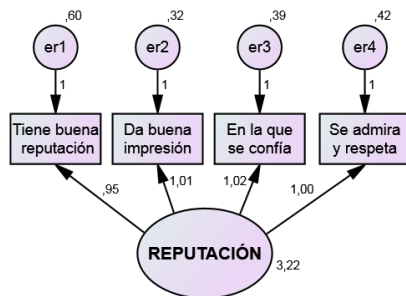 ,60
,32
,39
,42
er1
er2
er3
er4
1
1
1
1
Tiene buena
reputación
Da buena
impresión
En la que
se confía
Se admira
y respeta
,95
1,01
1,02
1,00
REPUTACIÓN
3,22